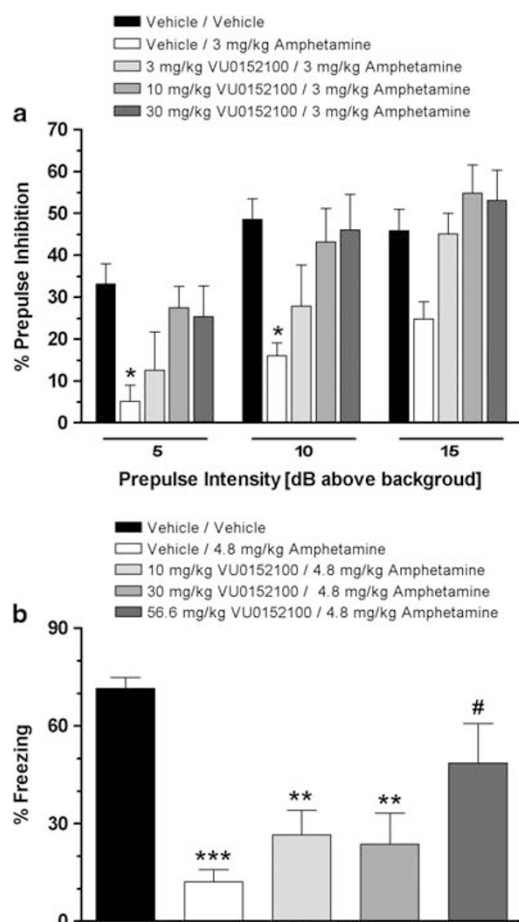 Vehicle / Vehicle
Vehicle / 3 mg/kg Amphetamine
3 mg/kg VU0152100 / 3 mg/kg Amphetamine
10 mg/kg VU0152100 / 3 mg/kg Amphetamine
30 mg/kg VU0152100 / 3 mg/kg Amphetamine
a
% Prepulse Inhibition
70
60
50
40
30
20
10
0
*
*
5 10 15
Prepulse Intensity [dB above backgroud]
Vehicle / Vehicle
Vehicle / 4.8 mg/kg Amphetamine
10 mg/kg VU0152100 / 4.8 mg/kg Amphetamine
30 mg/kg VU0152100 / 4.8 mg/kg Amphetamine
56.6 mg/kg VU0152100 / 4.8 mg/kg Amphetamine
b
% Freezing
90
60
30
0
***
**
**
#